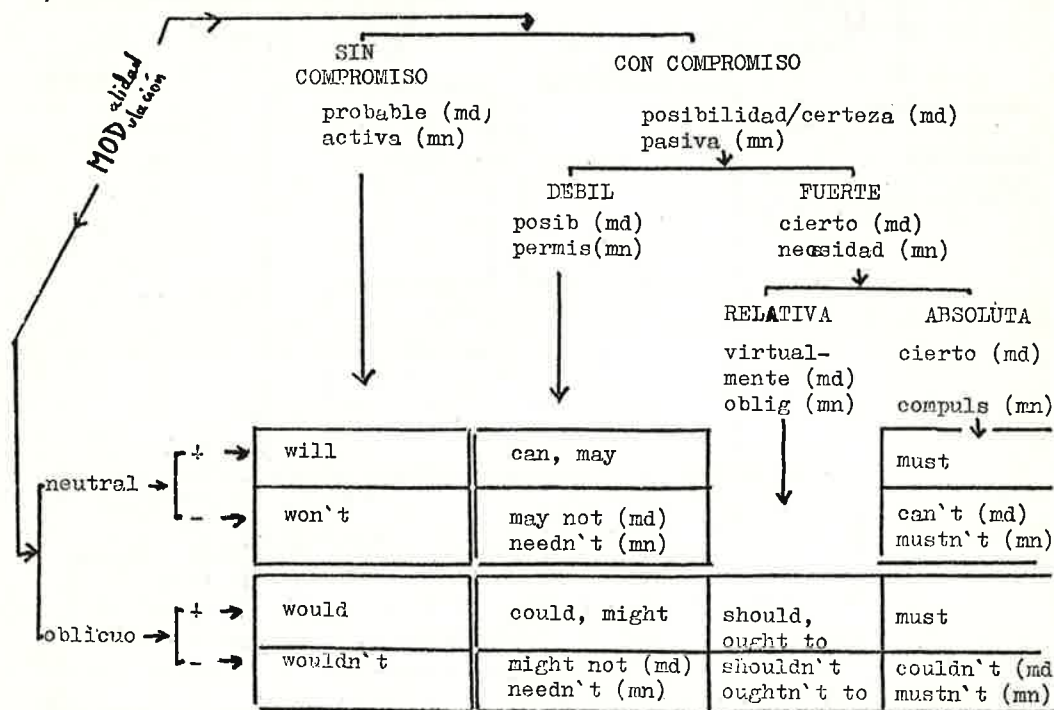 SIN
COMPROMISO
CON COMPROMISO
MODalidad
ulación
probable (md)
activa (mn)
posibilidad/certeza (md)
pasiva (mn)
DEBIL
FUERTE
posib (md)
permis(mn)
cierto (md)
necesidad (mn)
RELATIVA
ABSOLUTA
virtual-
mente (md)
oblig (mn)
cierto (md)
compuls (mn)
neutral
+
will
can, may
must
-
won`t
may not (md)
needn`t (mn)
can't (md)
mustn`t (mn)
oblicuo
+
would
could, might
should,
ought to
must
-
wouldn`t
might not (md)
needn`t (mn)
shouldn`t
oughtn`t to
couldn`t (md
mustn`t (mn)